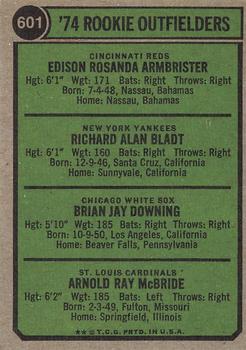 601
'74 ROOKIE OUTFIELDERS
CINCINNATI REDS
EDISON ROSANDA ARMBRISTER
Hgt: 6'1" Wgt: 171 Bats: Right Throws: Right
Born: 7-4-48, Nassau, Bahamas
Home: Nassau, Bahamas
NEW YORK YANKEES
RICHARD ALAN BLADT
Hgt: 6'1" Wgt: 160 Bats: Right Throws: Right
Born: 12-9-46, Santa Cruz, California
Home: Sunnyvale, California
CHICAGO WHITE SOX
BRIAN JAY DOWNING
Hgt: 5'10" Wgt: 185 Bats: Right Throws: Right
Born: 10-9-50, Los Angeles, California
Home: Beaver Falls, Pennsylvania
ST. LOUIS CARDINALS
ARNOLD RAY McBRIDE
Hgt: 6'2" Wgt: 185 Bats: Left Throws: Right
Born: 2-3-49, Fulton, Missouri
Home: Springfield, Illinois
★★ © T.C.G. PRTD. IN U.S.A.